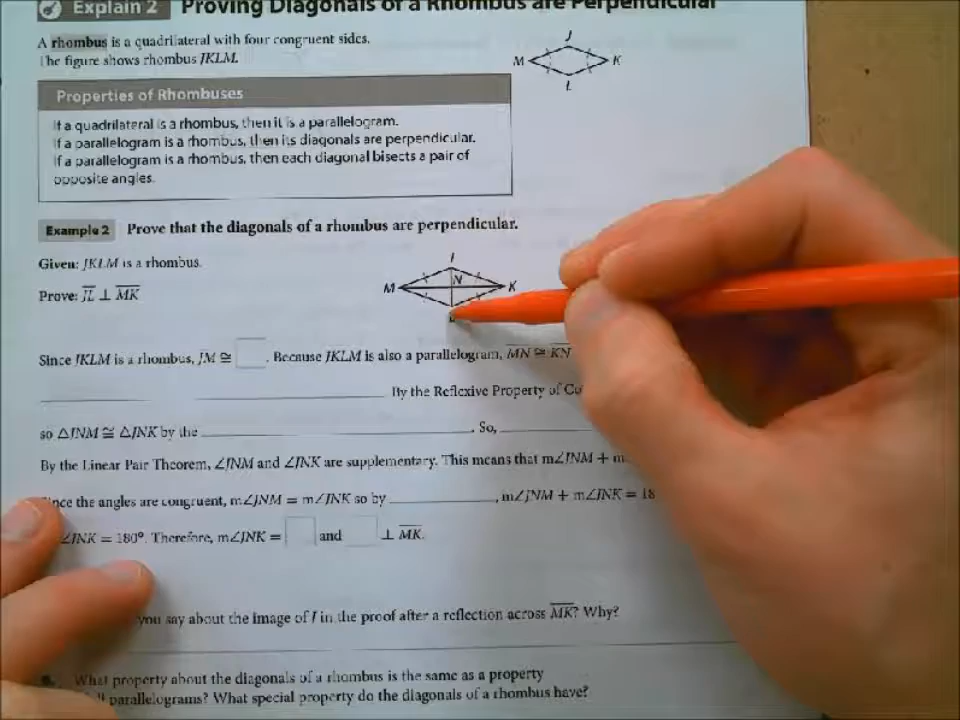 Explain 2 Proving Diagonals of a Rhombus are Perpendicular
A rhombus is a quadrilateral with four congruent sides.
The figure shows rhombus JKLM.
J
M K
L
Properties of Rhombuses
If a quadrilateral is a rhombus, then it is a parallelogram.
If a parallelogram is a rhombus, then its diagonals are perpendicular.
If a parallelogram is a rhombus, then each diagonal bisects a pair of
opposite angles.
Example 2 Prove that the diagonals of a rhombus are perpendicular.
Given: JKLM is a rhombus.
Prove: JL ⊥ MK
J
M N K
Since JKLM is a rhombus, JM ≅ . Because JKLM is also a parallelogram, MN ≅ KN
By the Reflexive Property of
so △JNM ≅ △JNK by the . So,
By the Linear Pair Theorem, ∠JNM and ∠JNK are supplementary. This means that m∠JNM +
the angles are congruent, m∠JNM = m∠JNK so by , m∠JNM + m∠JNK = 18
∠JNK = 180°. Therefore, m∠JNK = and ⊥ MK.
you say about the image of J in the proof after a reflection across MK? Why?
What property about the diagonals of a rhombus is the same as a property
parallelograms? What special property do the diagonals of a rhombus have?